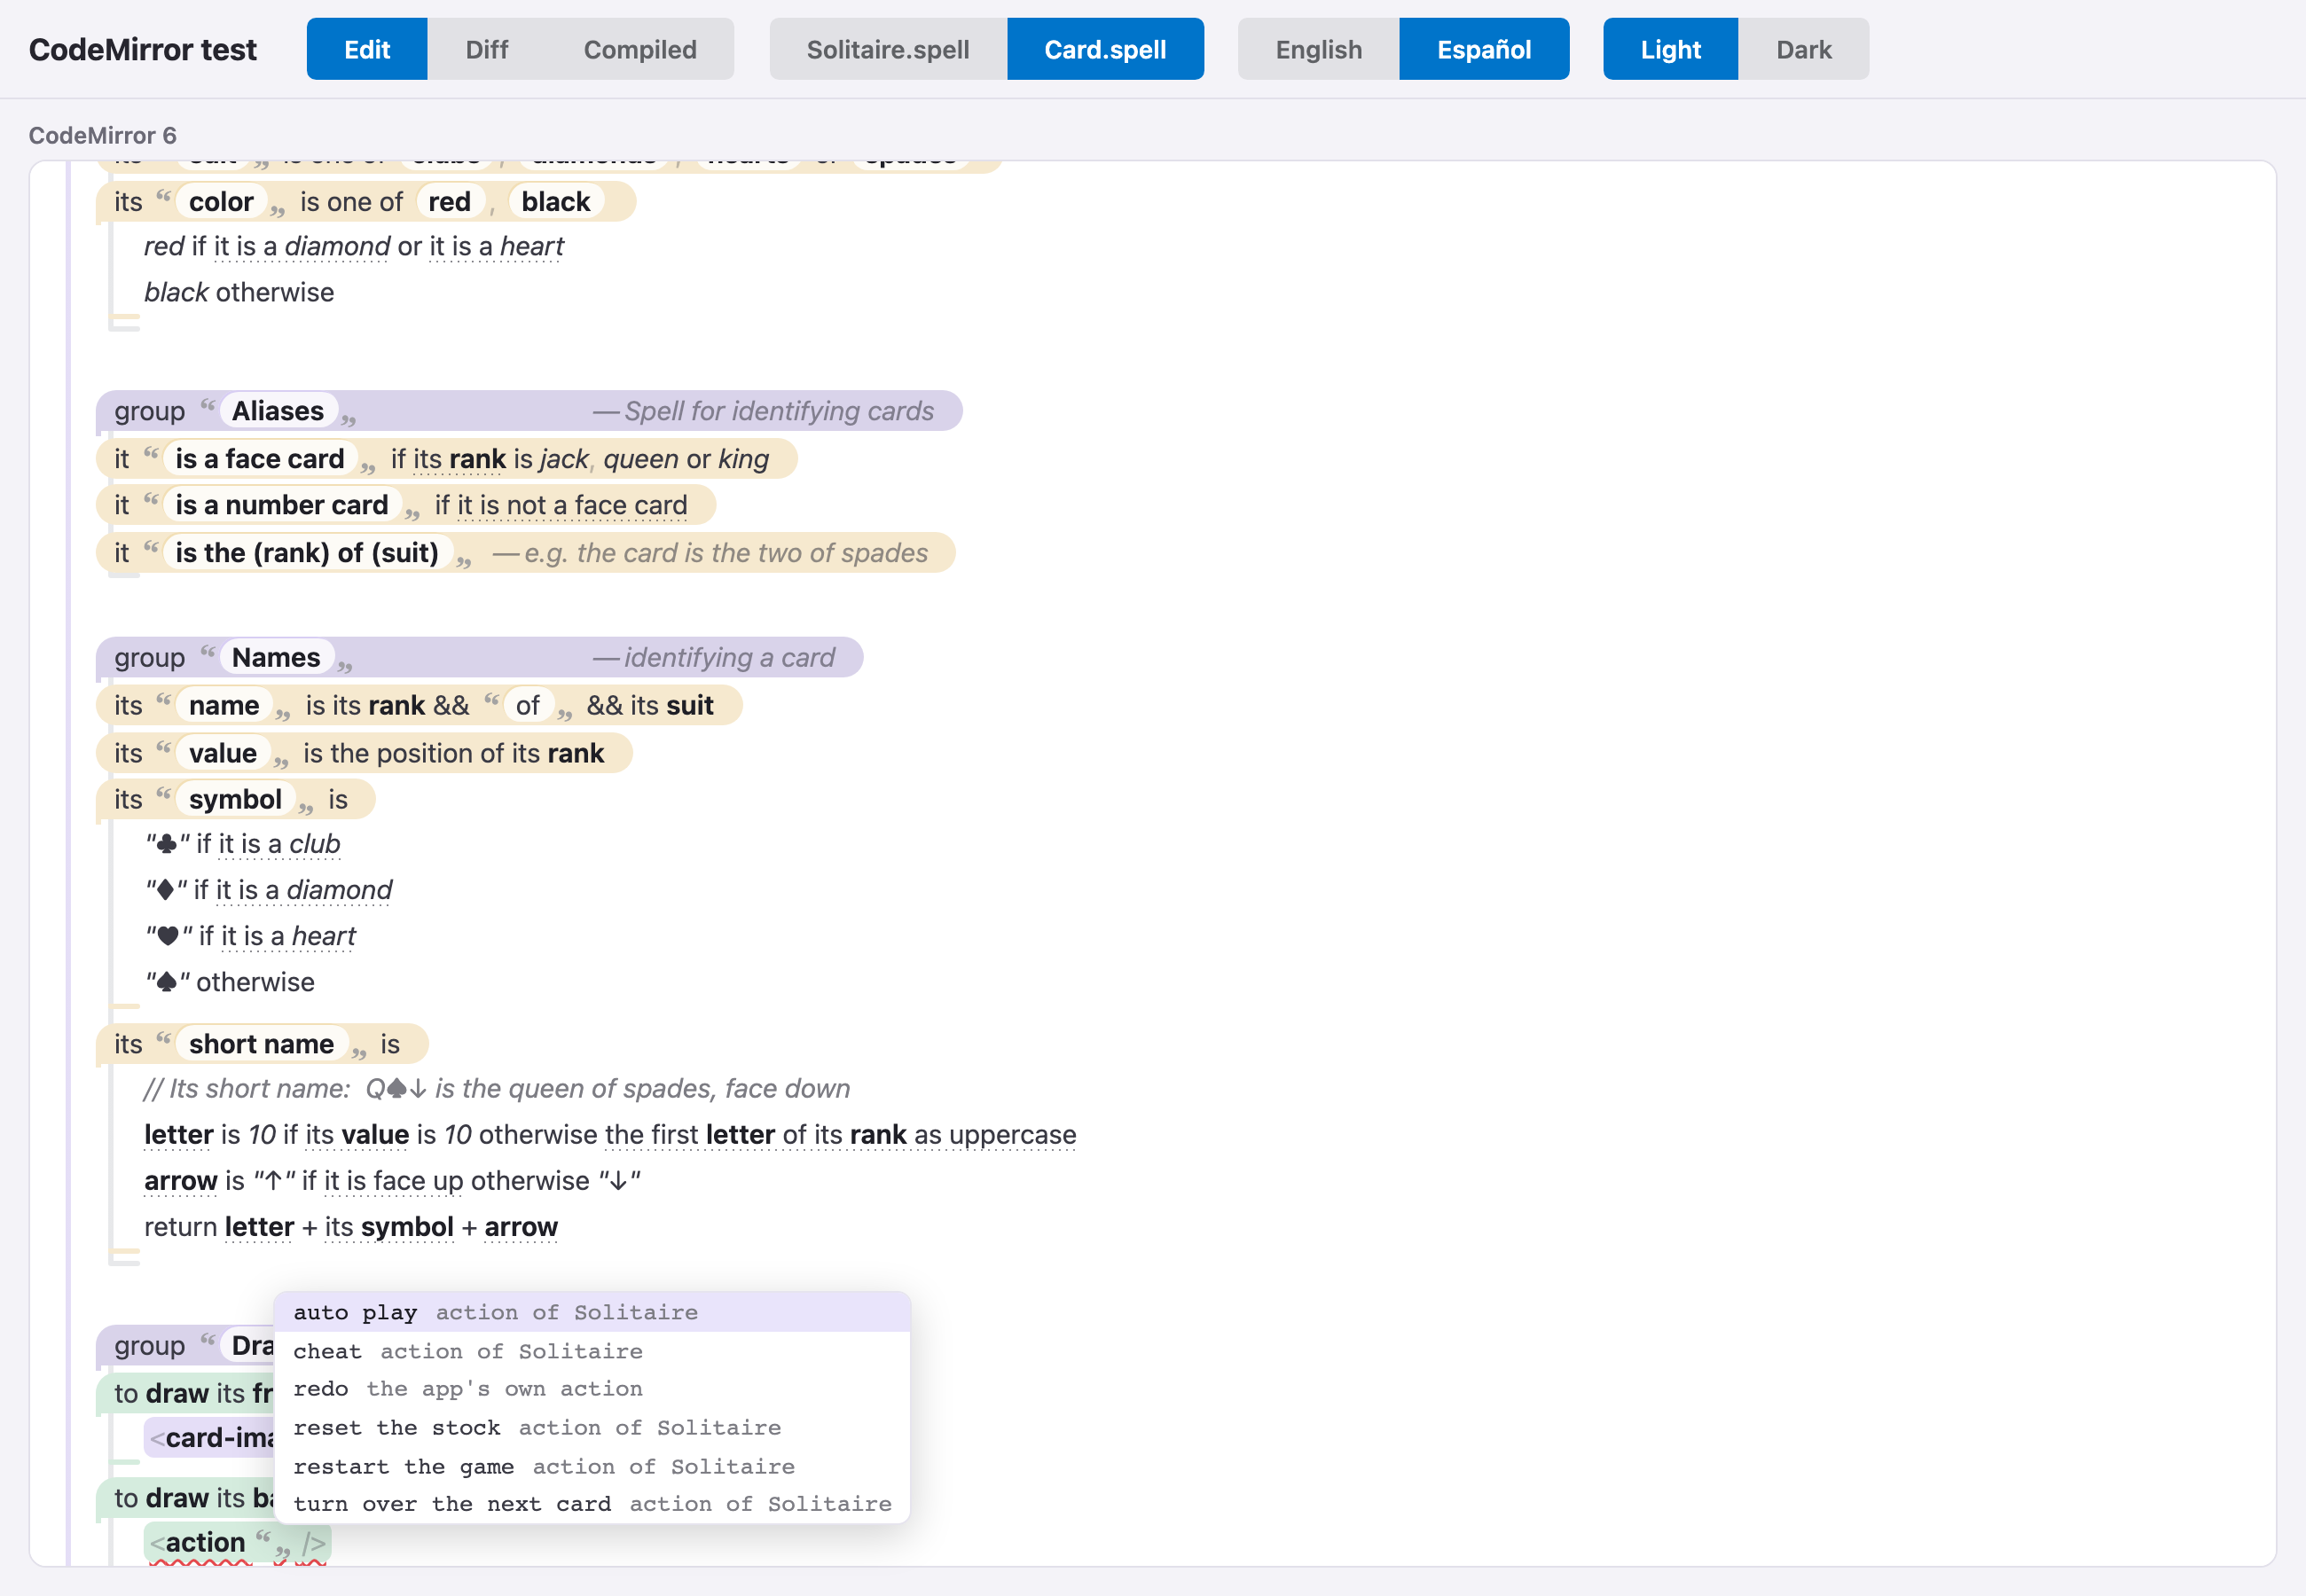 CodeMirror test Edit Diff Compiled Solitaire.spell Card.spell English Español Light Dark
CodeMirror 6
its “ color „ is one of red , black
red if it is a diamond or it is a heart
black otherwise
group “ Aliases „ — Spell for identifying cards
it “ is a face card „ if its rank is jack, queen or king
it “ is a number card „ if it is not a face card
it “ is the (rank) of (suit) „ — e.g. the card is the two of spades
group “ Names „ — identifying a card
its “ name „ is its rank && “ of „ && its suit
its “ value „ is the position of its rank
its “ symbol „ is
"♣" if it is a club
"♦" if it is a diamond
"♥" if it is a heart
"♠" otherwise
its “ short name „ is
// Its short name: Q♠↓ is the queen of spades, face down
letter is 10 if its value is 10 otherwise the first letter of its rank as uppercase
arrow is "↑" if it is face up otherwise "↓"
return letter + its symbol + arrow
auto play action of Solitaire
cheat action of Solitaire
redo the app's own action
reset the stock action of Solitaire
restart the game action of Solitaire
turn over the next card action of Solitaire
group “
to draw its
to draw its
<action “ „ />